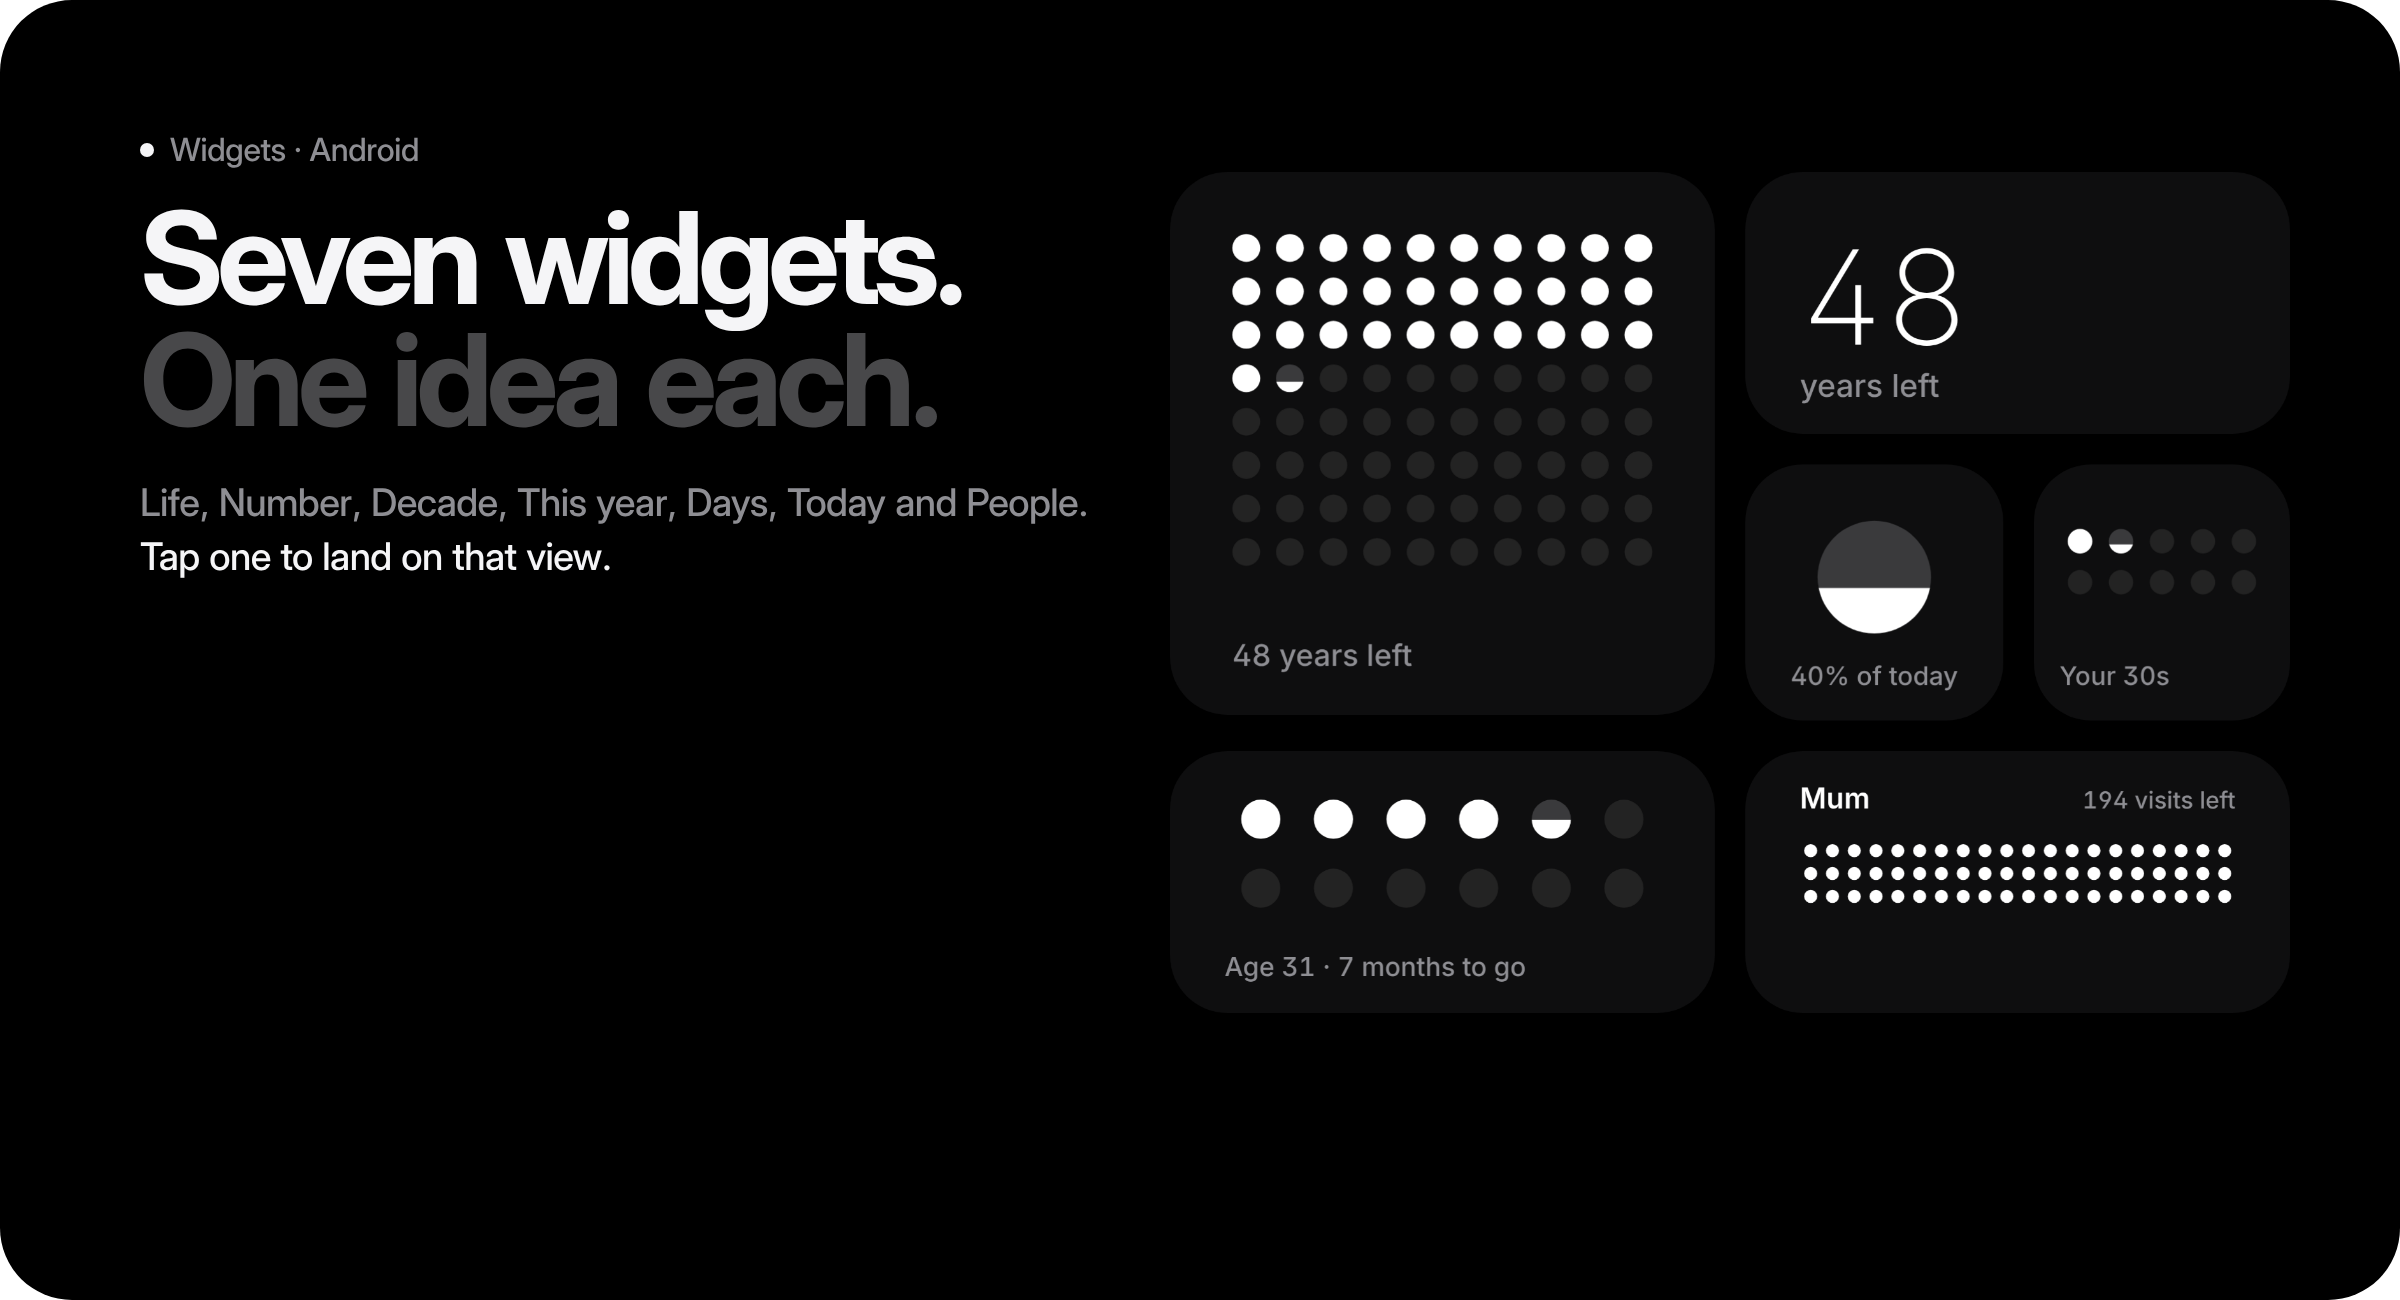 Widgets · Android
Seven widgets.
One idea each.
Life, Number, Decade, This year, Days, Today and People.
Tap one to land on that view.
48 years left
48
years left
40% of today
Your 30s
Age 31 · 7 months to go
Mum
194 visits left